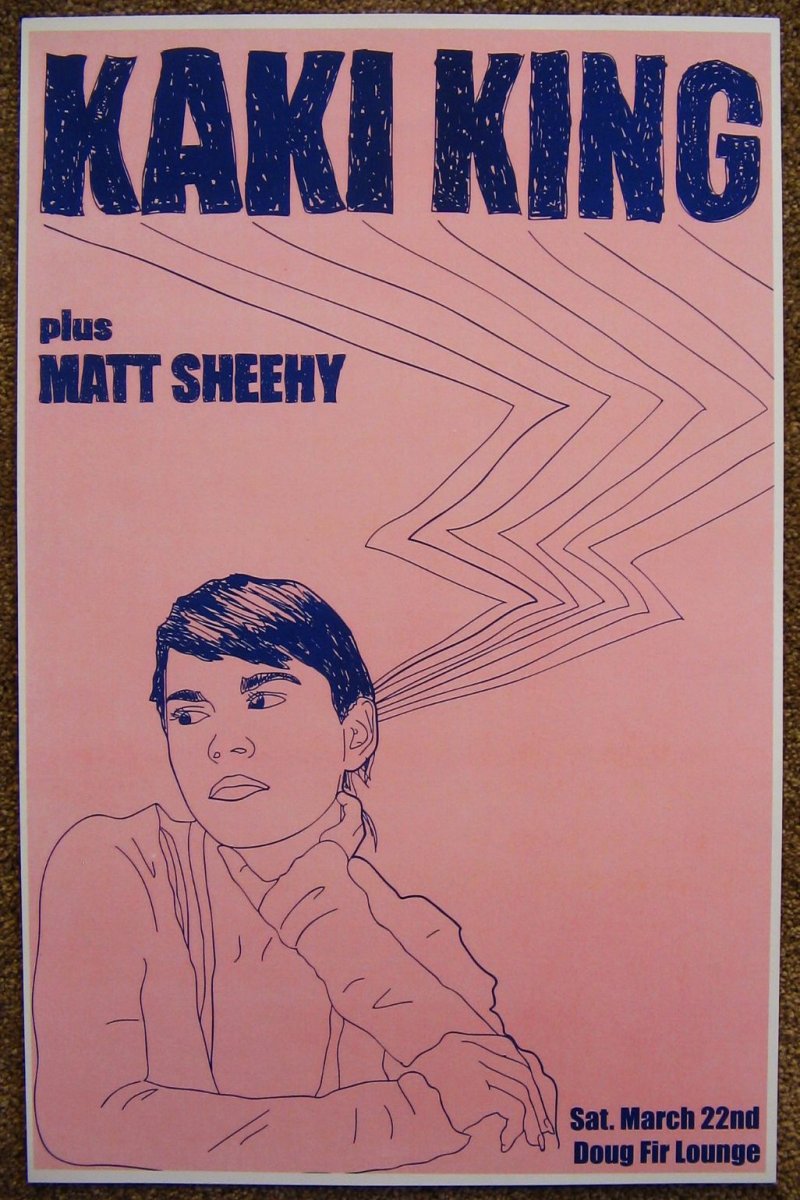 KAKI KING
plus
MATT SHEEHY
Sat. March 22nd
Doug Fir Lounge